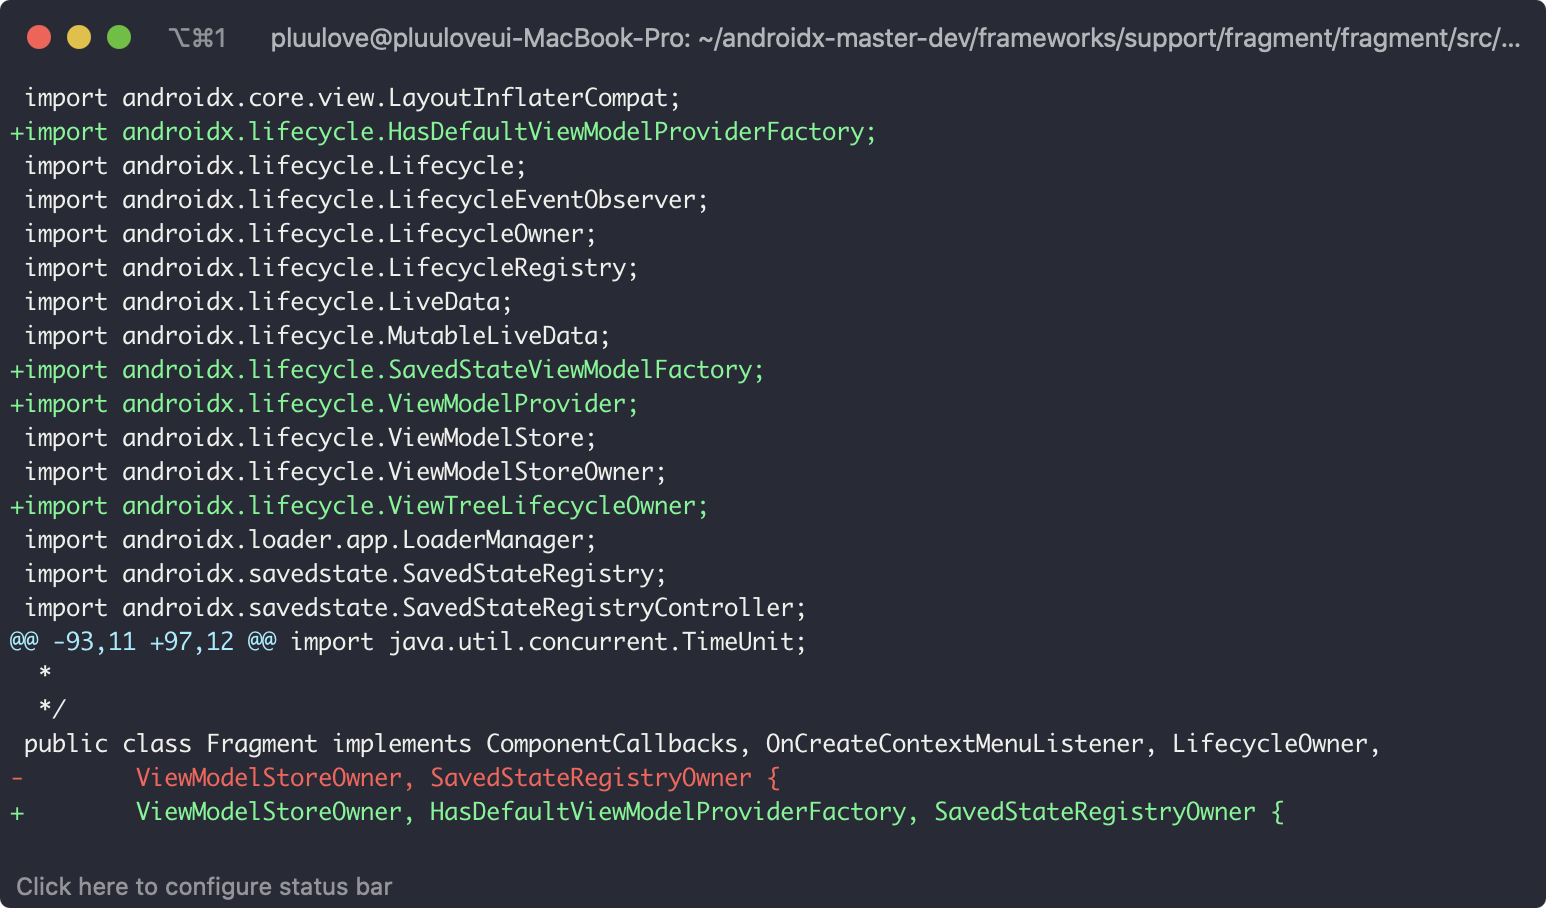 ⌥⌘1 pluulove@pluuloveui-MacBook-Pro: ~/androidx-master-dev/frameworks/support/fragment/fragment/src/...
 import androidx.core.view.LayoutInflaterCompat;
+import androidx.lifecycle.HasDefaultViewModelProviderFactory;
 import androidx.lifecycle.Lifecycle;
 import androidx.lifecycle.LifecycleEventObserver;
 import androidx.lifecycle.LifecycleOwner;
 import androidx.lifecycle.LifecycleRegistry;
 import androidx.lifecycle.LiveData;
 import androidx.lifecycle.MutableLiveData;
+import androidx.lifecycle.SavedStateViewModelFactory;
+import androidx.lifecycle.ViewModelProvider;
 import androidx.lifecycle.ViewModelStore;
 import androidx.lifecycle.ViewModelStoreOwner;
+import androidx.lifecycle.ViewTreeLifecycleOwner;
 import androidx.loader.app.LoaderManager;
 import androidx.savedstate.SavedStateRegistry;
 import androidx.savedstate.SavedStateRegistryController;
@@ -93,11 +97,12 @@ import java.util.concurrent.TimeUnit;
  *
  */
 public class Fragment implements ComponentCallbacks, OnCreateContextMenuListener, LifecycleOwner,
-        ViewModelStoreOwner, SavedStateRegistryOwner {
+        ViewModelStoreOwner, HasDefaultViewModelProviderFactory, SavedStateRegistryOwner {
Click here to configure status bar